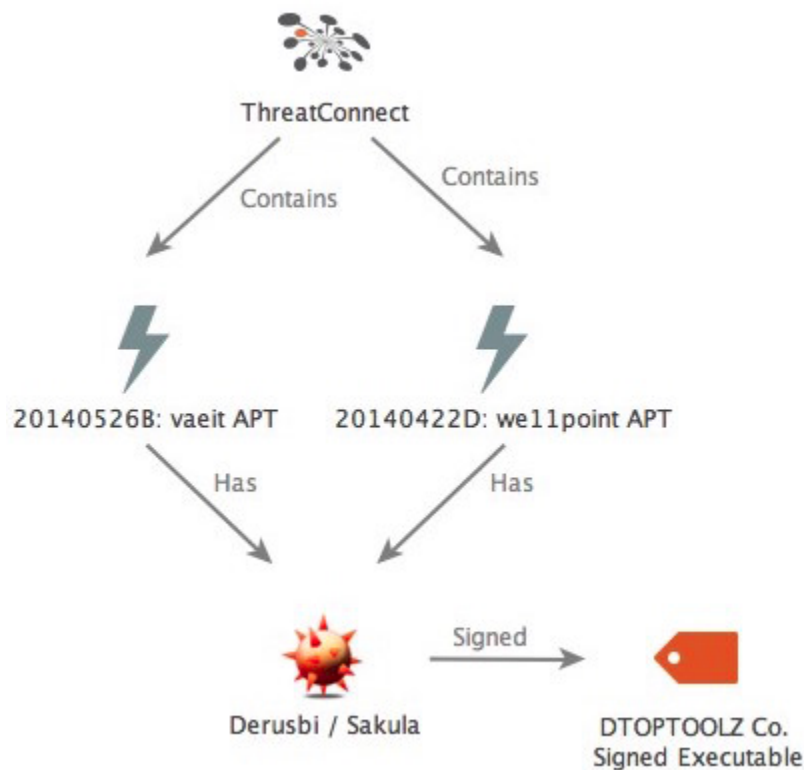 ThreatConnect
Contains
Contains
20140526B: vaeit APT
20140422D: we11point APT
Has
Has
Signed
Derusbi / Sakula
DTOPTOOLZ Co.
Signed Executable